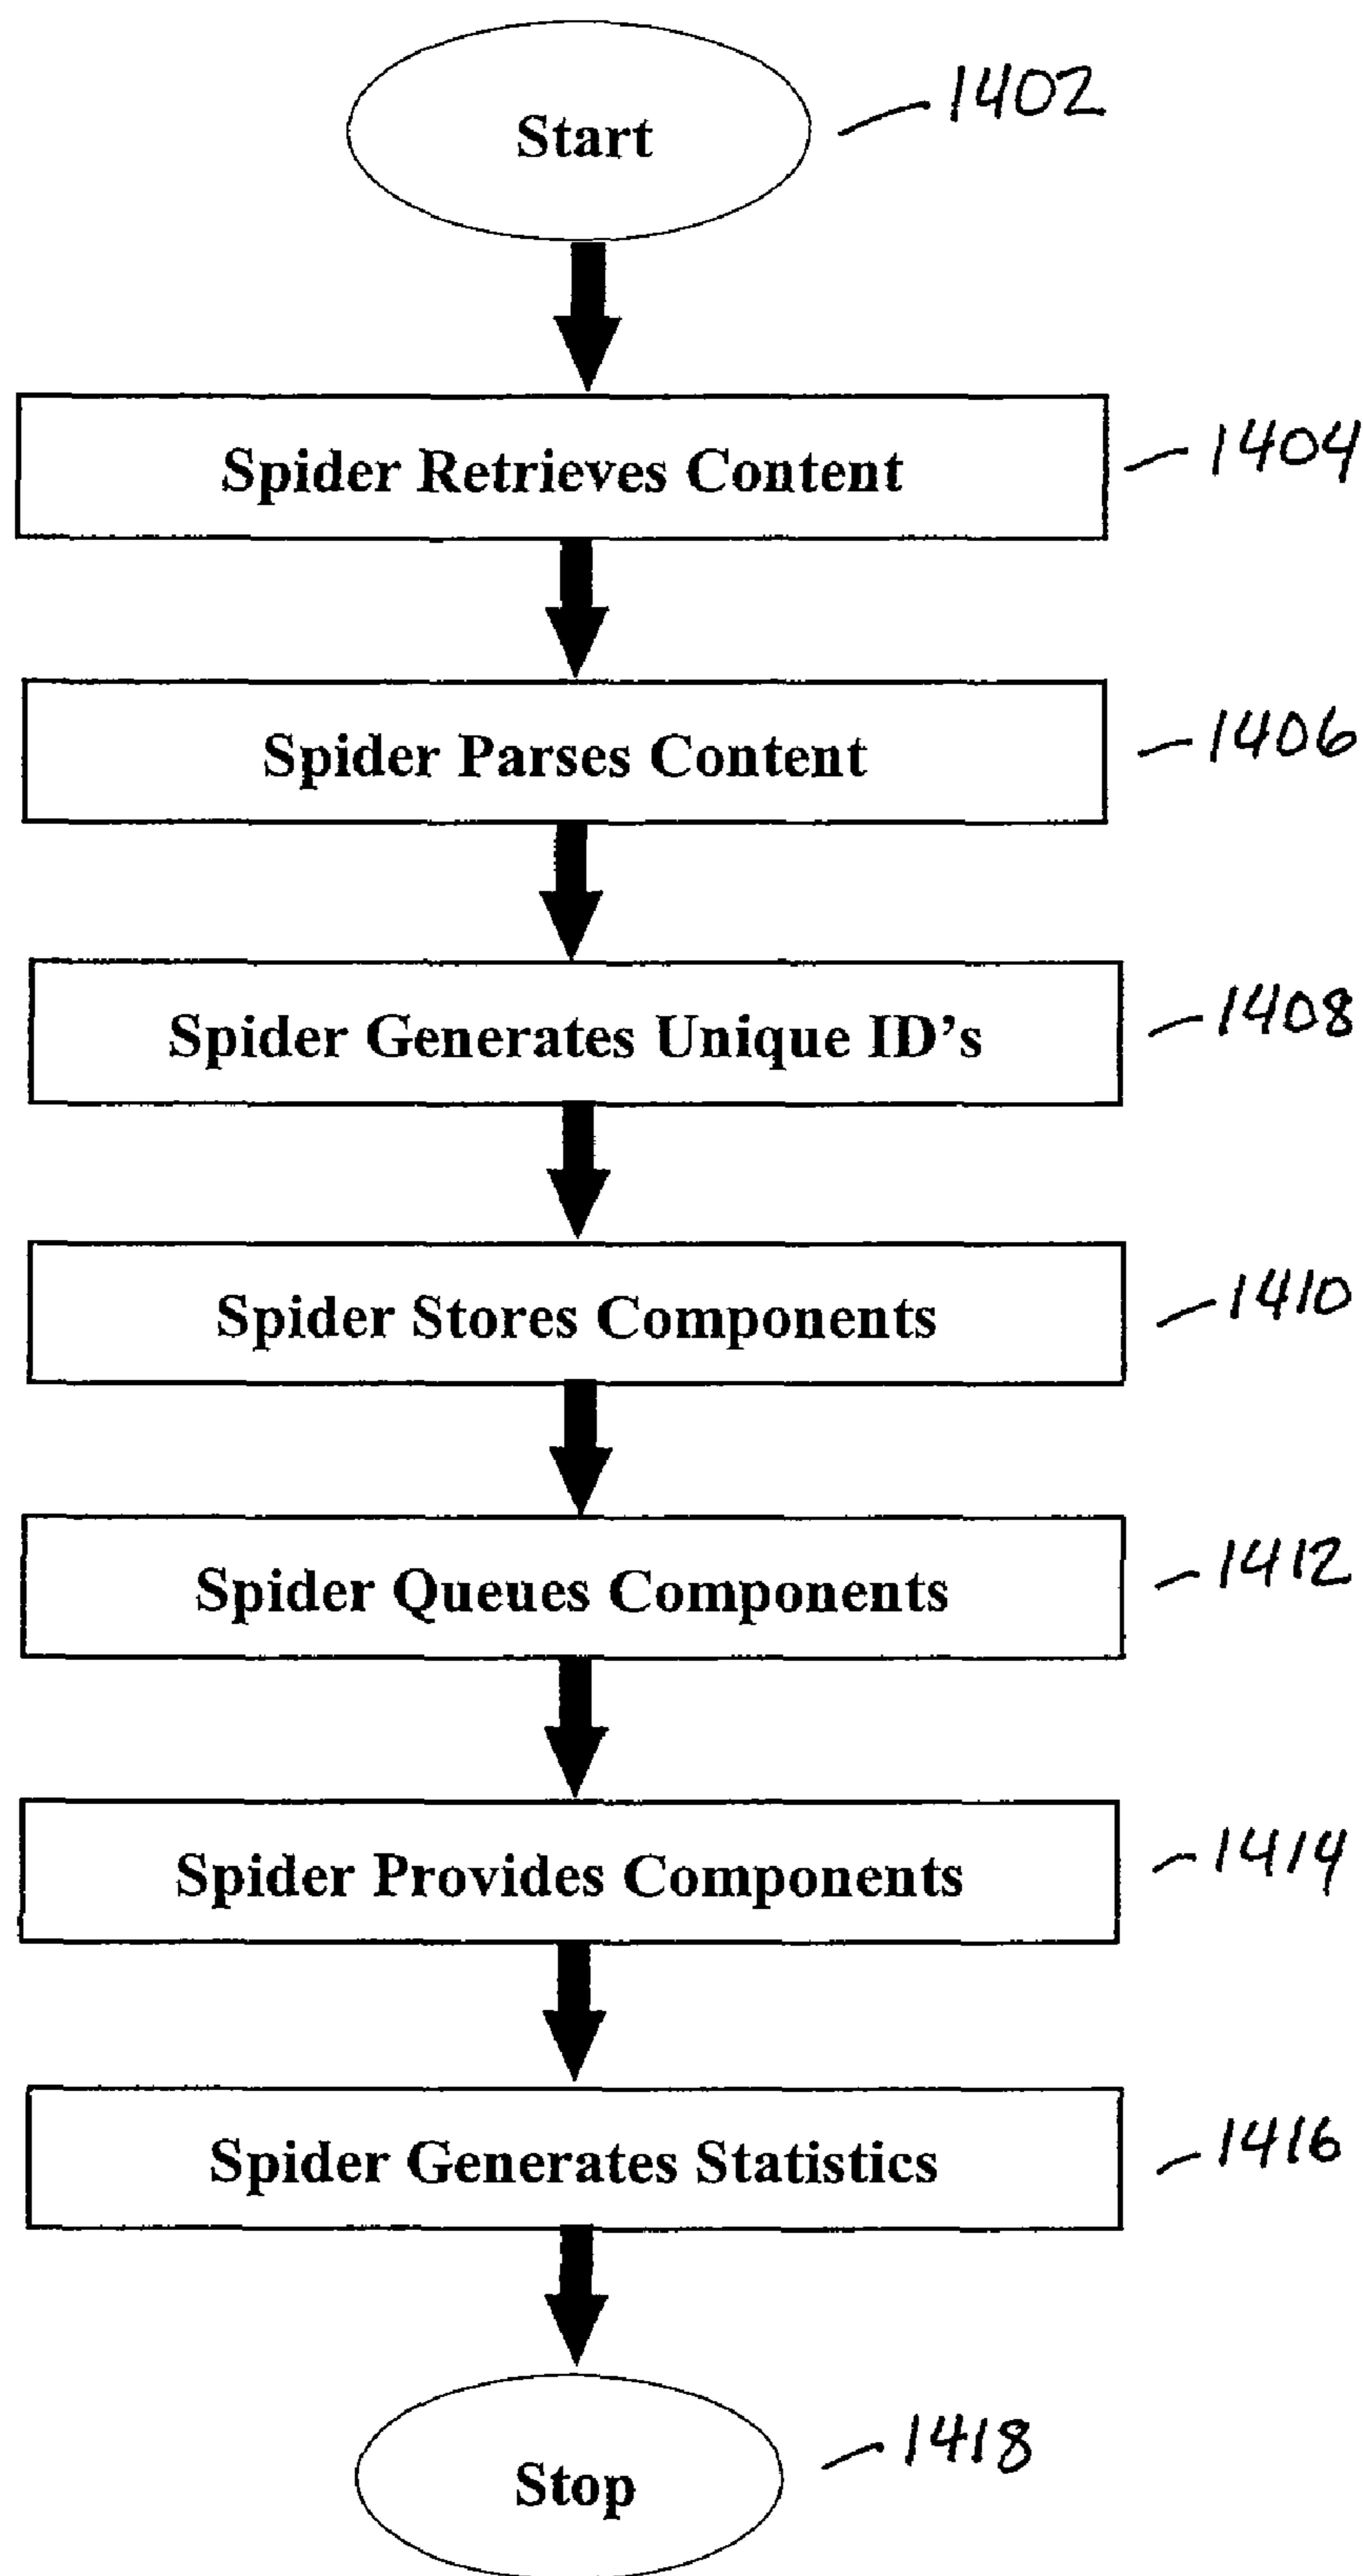 Start
1402
Spider Retrieves Content
1404
Spider Parses Content
1406
Spider Generates Unique ID’s
1408
Spider Stores Components
1410
Spider Queues Components
1412
Spider Provides Components
1414
Spider Generates Statistics
1416
Stop
1418